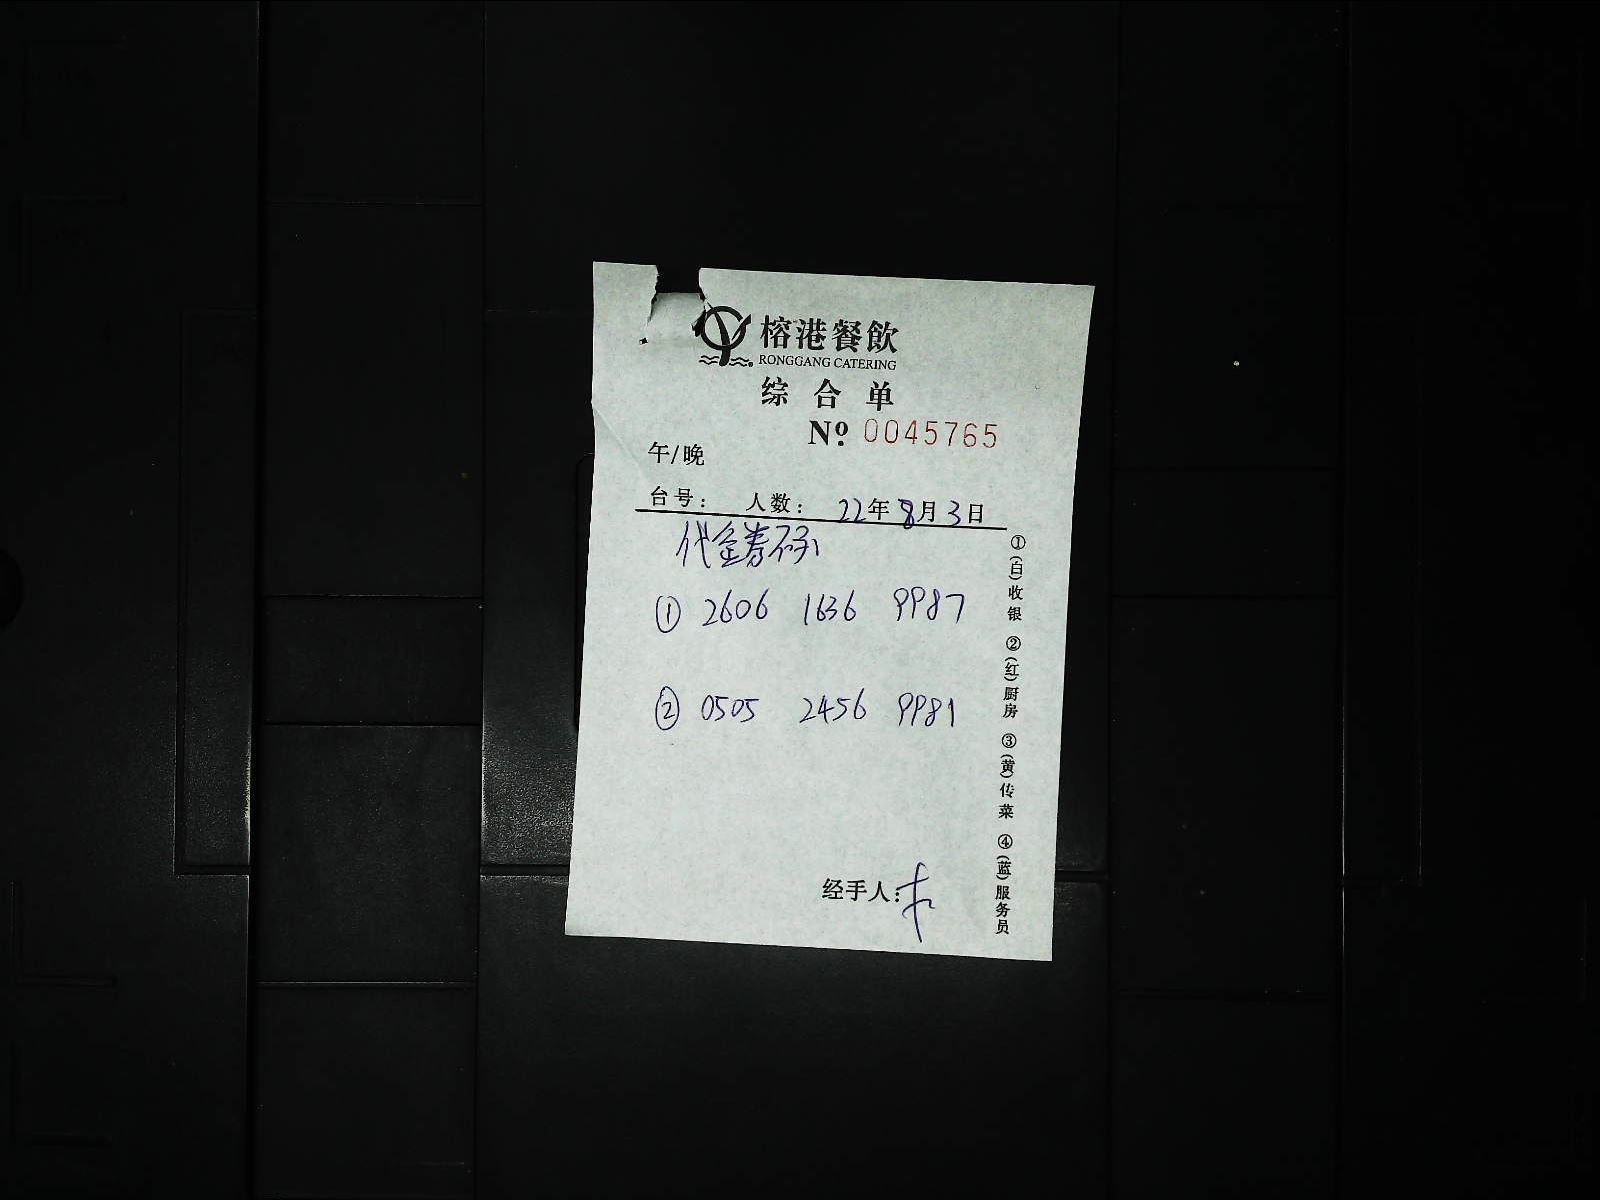 榕港餐飲
RONGGANG CATERING
综合单
№ 0045765
午/晚
台号: 人数: 22年8月3日
代金券码
① 2606 1636 9987
② 0505 2456 9981
经手人:
①(白)收银 ②(红)厨房 ③(黄)传菜 ④(蓝)服务员